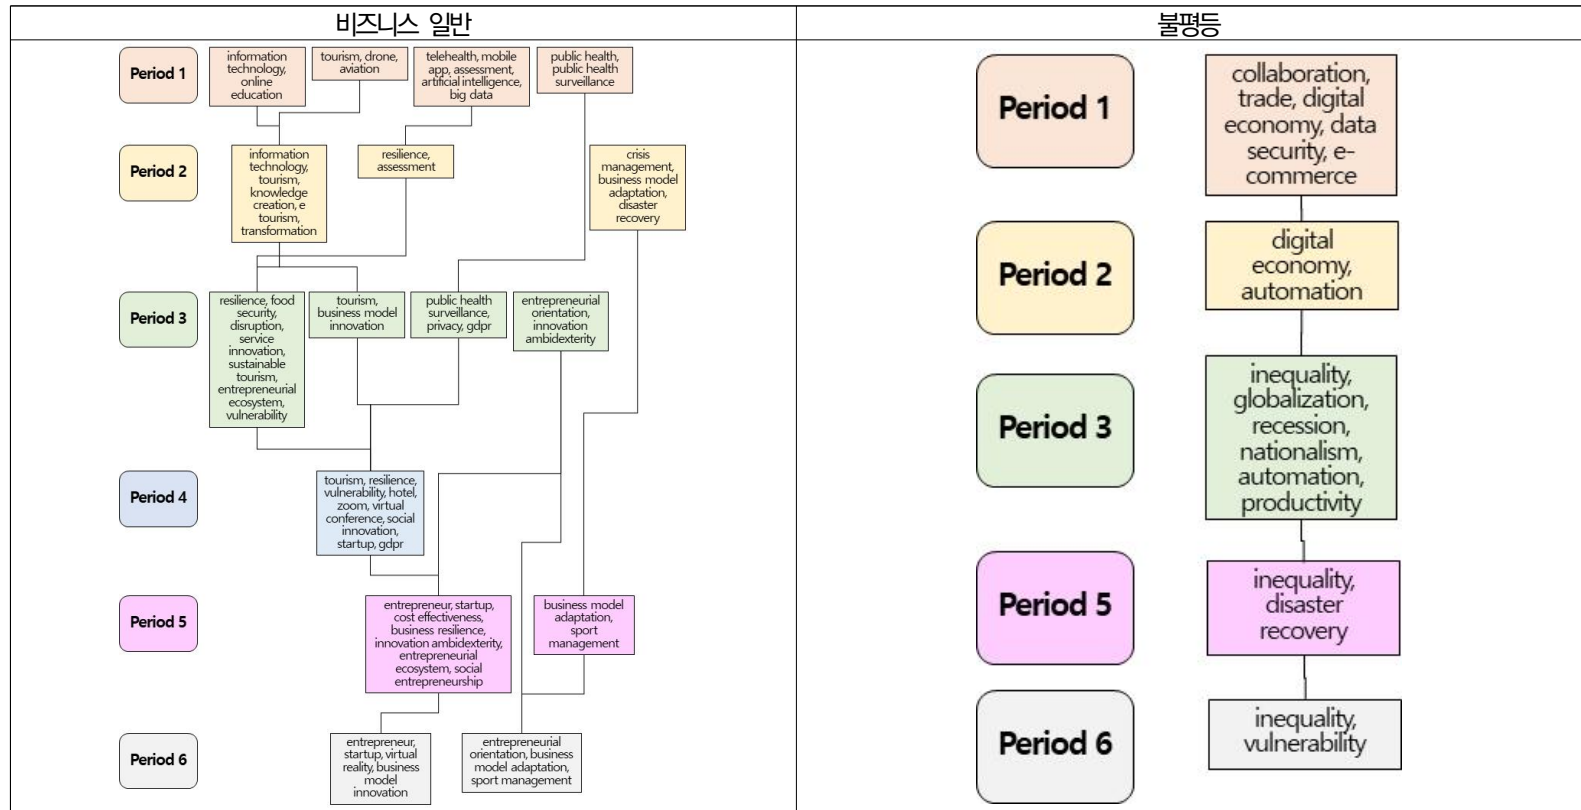 비즈니스 일반
불평등
Period 1
information
technology,
online
education
tourism, drone,
aviation
telehealth, mobile
app, assessment,
artificial intelligence,
big data
public health,
public health
surveillance
Period 2
information
technology,
tourism,
knowledge
creation, e
tourism,
transformation
resilience,
assessment
crisis
management,
business model
adaptation,
disaster
recovery
Period 3
resilience, food
security,
disruption,
service
innovation,
sustainable
tourism,
entrepreneurial
ecosystem,
vulnerability
tourism,
business model
innovation
public health
surveillance,
privacy, gdpr
entrepreneurial
orientation,
innovation
ambidexterity
Period 4
tourism, resilience,
vulnerability, hotel,
zoom, virtual
conference, social
innovation,
startup, gdpr
Period 5
entrepreneur, startup,
cost effectiveness,
business resilience,
innovation ambidexterity,
entrepreneurial
ecosystem, social
entrepreneurship
business model
adaptation,
sport
management
Period 6
entrepreneur,
startup, virtual
reality, business
model
innovation
entrepreneurial
orientation, business
model adaptation,
sport management
Period 1
collaboration,
trade, digital
economy, data
security, e-
commerce
Period 2
digital
economy,
automation
Period 3
inequality,
globalization,
recession,
nationalism,
automation,
productivity
Period 5
inequality,
disaster
recovery
Period 6
inequality,
vulnerability